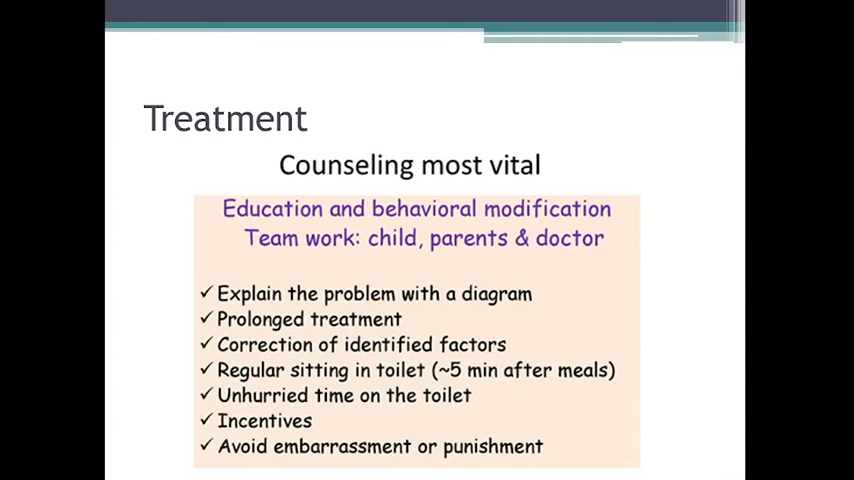 Treatment
Counseling most vital
Education and behavioral modification
Team work: child, parents & doctor
✓Explain the problem with a diagram
✓Prolonged treatment
✓Correction of identified factors
✓Regular sitting in toilet (~5 min after meals)
✓Unhurried time on the toilet
✓Incentives
✓Avoid embarrassment or punishment